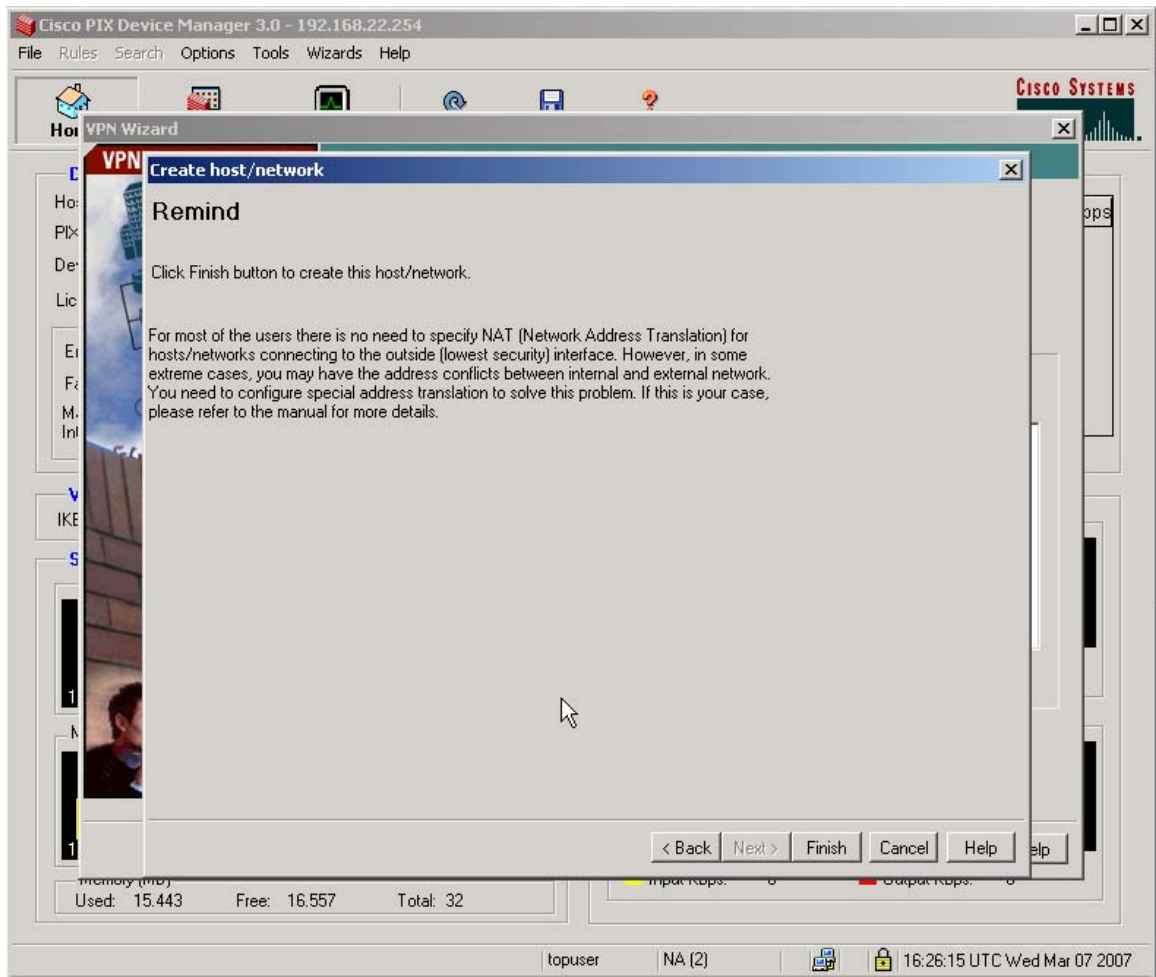 Cisco PIX Device Manager 3.0 - 192.168.22.254
File Rules Search Options Tools Wizards Help
CISCO SYSTEMS
VPN Wizard
VPN
Create host/network
Remind
Click Finish button to create this host/network.
For most of the users there is no need to specify NAT (Network Address Translation) for
hosts/networks connecting to the outside (lowest security) interface. However, in some
extreme cases, you may have the address conflicts between internal and external network.
You need to configure special address translation to solve this problem. If this is your case,
please refer to the manual for more details.
IKE
< Back Next > Finish Cancel Help
Used: 15.443 Free: 16.557 Total: 32
topuser NA (2) 16:26:15 UTC Wed Mar 07 2007